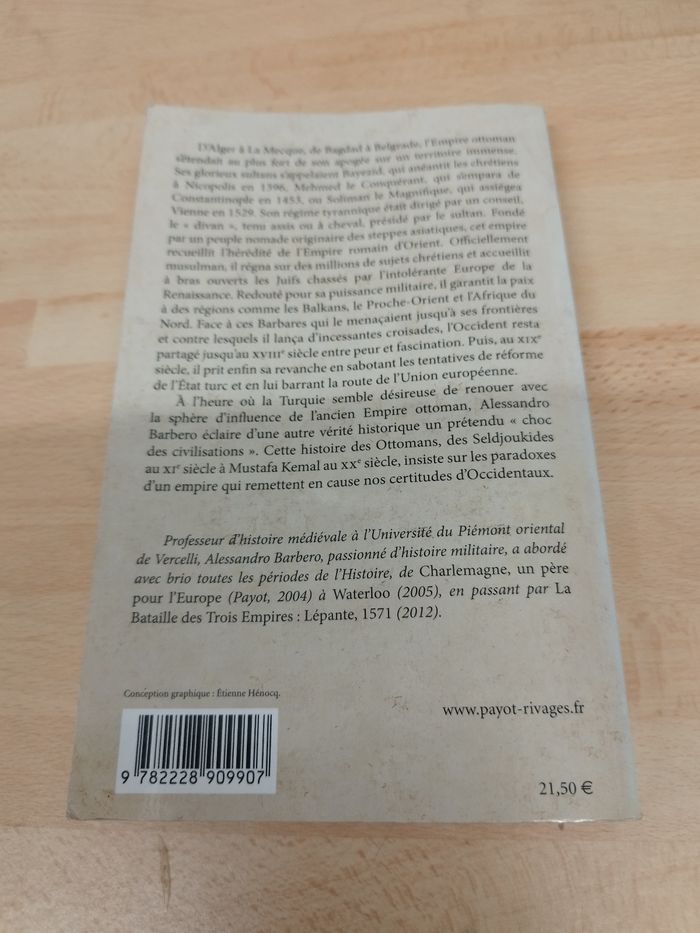 D'Alger à La Mecque, de Bagdad à Belgrade, l'Empire ottoman
s'étendait au plus fort de son apogée sur un territoire immense.
Ses glorieux sultans s'appelaient Bayezid, qui anéantit les chrétiens
à Nicopolis en 1396, Mehmed le Conquérant, qui s'empara de
Constantinople en 1453, ou Soliman le Magnifique, qui assiégea
Vienne en 1529. Son régime tyrannique était dirigé par un conseil,
le « divan », tenu assis ou à cheval, présidé par le sultan. Fondé
par un peuple nomade originaire des steppes asiatiques, cet empire
recueillit l'hérédité de l'Empire romain d'Orient. Officiellement
musulman, il régna sur des millions de sujets chrétiens et accueillit
à bras ouverts les Juifs chassés par l'intolérante Europe de la
Renaissance. Redouté pour sa puissance militaire, il garantit la paix
à des régions comme les Balkans, le Proche-Orient et l'Afrique du
Nord. Face à ces Barbares qui le menaçaient jusqu'à ses frontières
et contre lesquels il lança d'incessantes croisades, l'Occident resta
partagé jusqu'au XVIIIe siècle entre peur et fascination. Puis, au XIXe
siècle, il prit enfin sa revanche en sabotant les tentatives de réforme
de l'État turc et en lui barrant la route de l'Union européenne.
À l'heure où la Turquie semble désireuse de renouer avec
la sphère d'influence de l'ancien Empire ottoman, Alessandro
Barbero éclaire d'une autre vérité historique un prétendu « choc
des civilisations ». Cette histoire des Ottomans, des Seldjoukides
au XIe siècle à Mustafa Kemal au XXe siècle, insiste sur les paradoxes
d'un empire qui remettent en cause nos certitudes d'Occidentaux.
Professeur d'histoire médiévale à l'Université du Piémont oriental
de Vercelli, Alessandro Barbero, passionné d'histoire militaire, a abordé
avec brio toutes les périodes de l'Histoire, de Charlemagne, un père
pour l'Europe (Payot, 2004) à Waterloo (2005), en passant par La
Bataille des Trois Empires : Lépante, 1571 (2012).
Conception graphique : Étienne Hénocq.
www.payot-rivages.fr
9 782228 909907
21,50 €